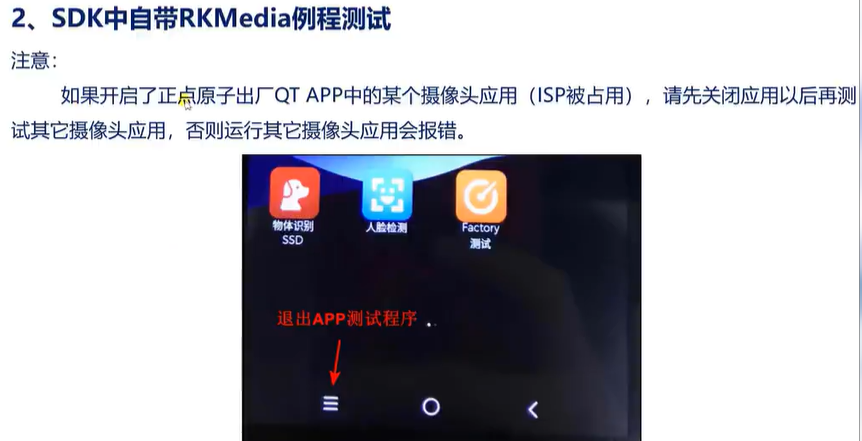 2、SDK中自带RKMedia例程测试
注意：
如果开启了正点原子出厂QT APP中的某个摄像头应用（ISP被占用），请先关闭应用以后再测
试其它摄像头应用，否则运行其它摄像头应用会报错。
物体识别 人脸检测 Factory
SSD 测试
退出APP测试程序